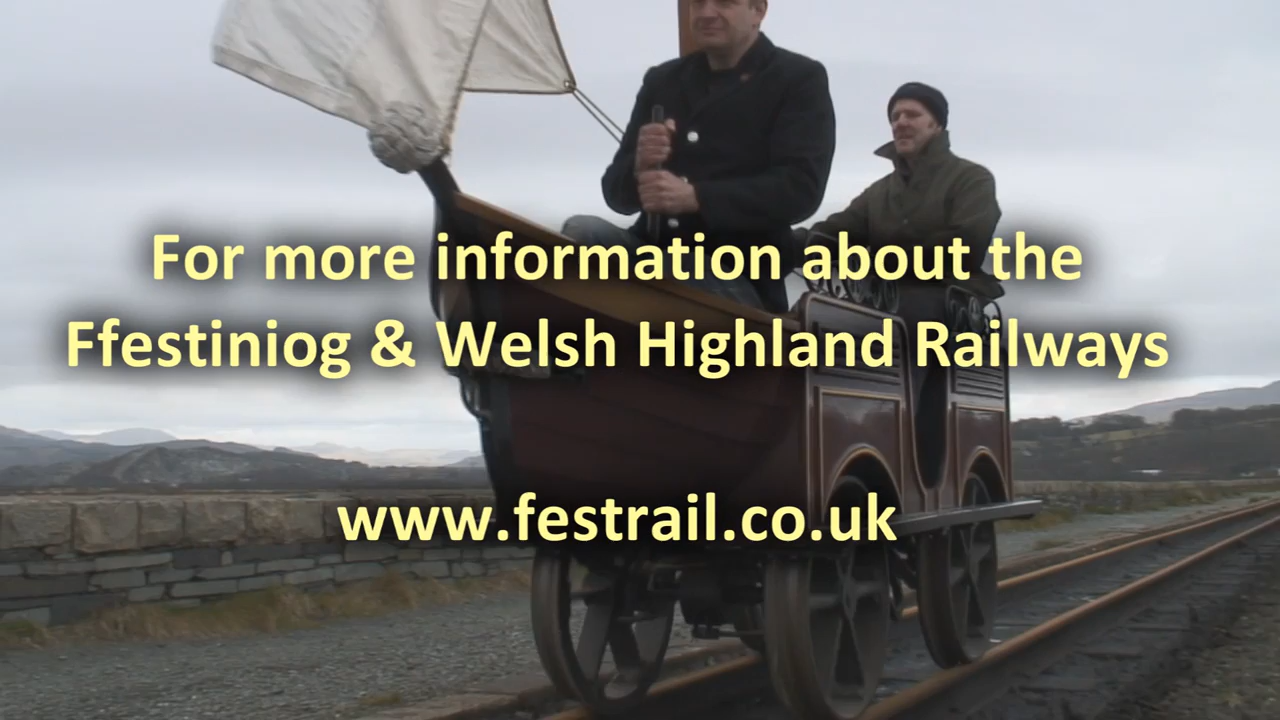 For more information about the
Ffestiniog & Welsh Highland Railways
www.festrail.co.uk